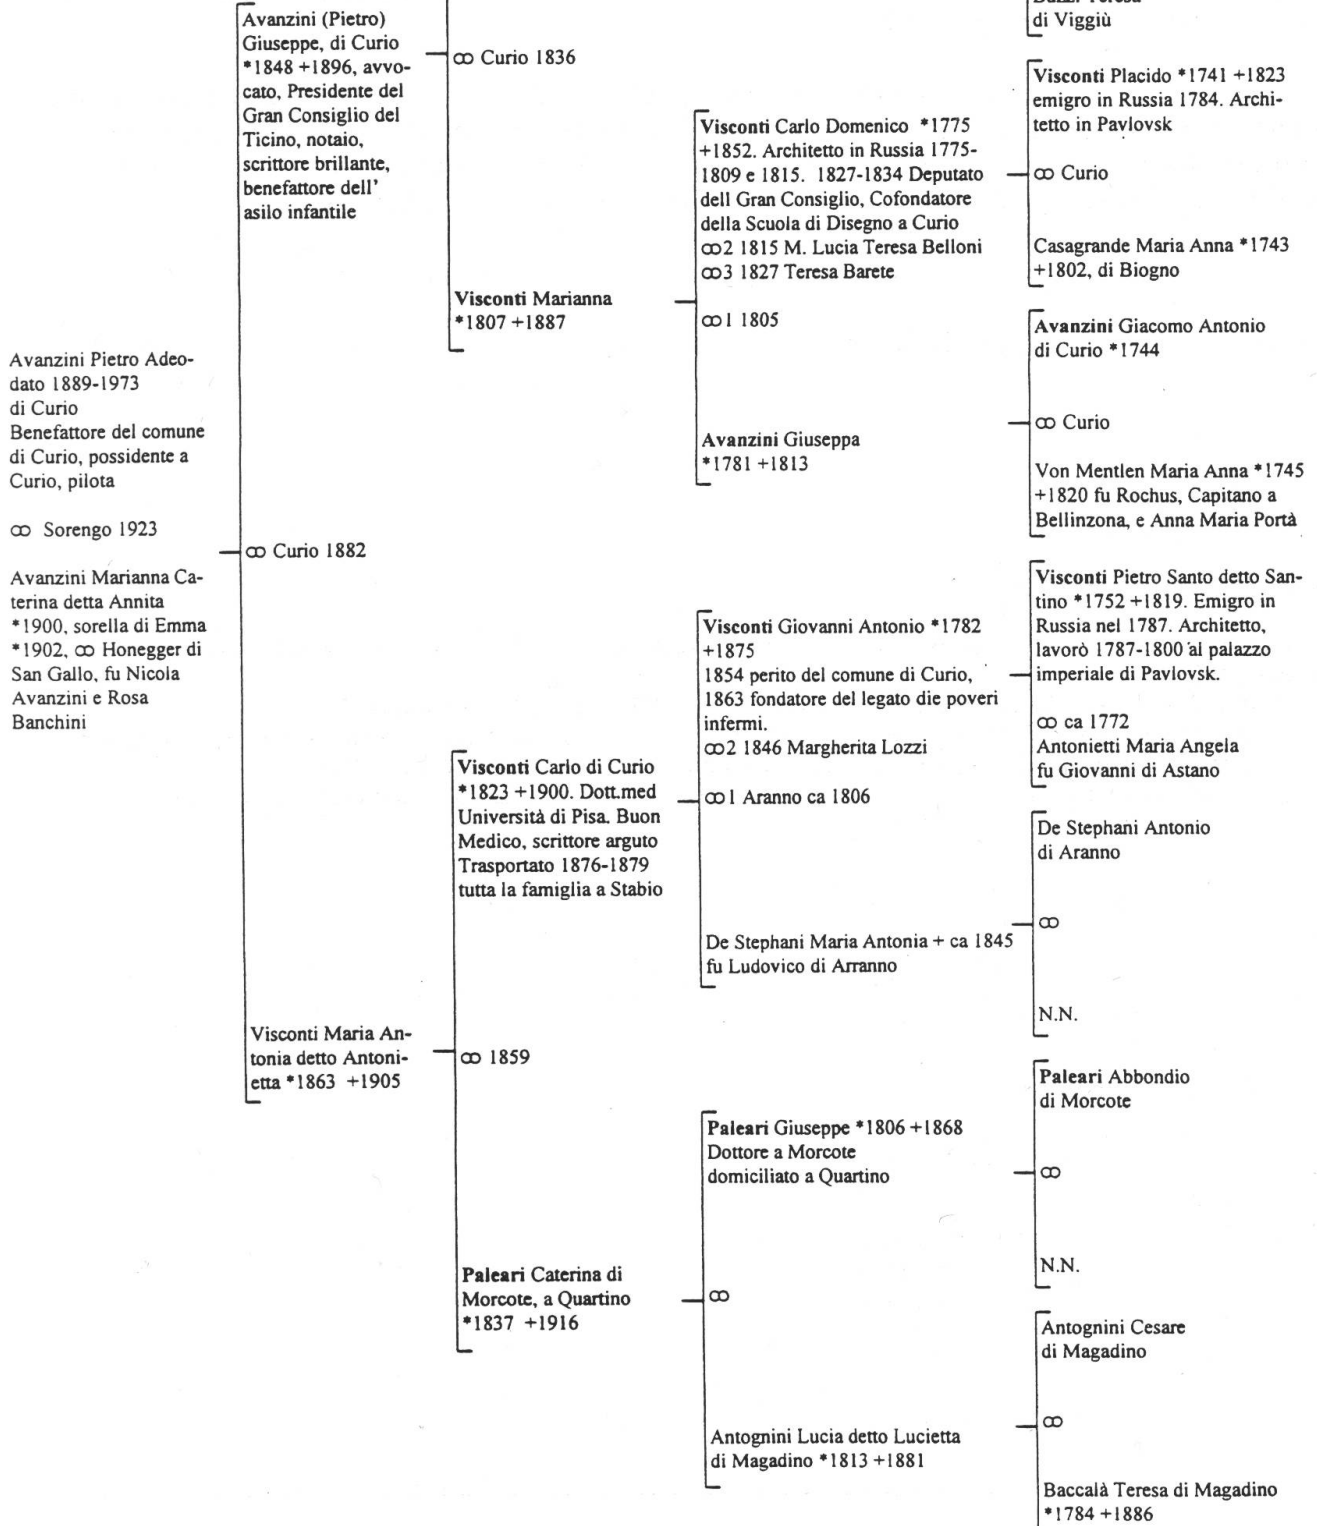 Avanzini Pietro Adeo-
dato 1889-1973
di Curio
Benefattore del comune
di Curio, possidente a
Curio, pilota
ꝏ Sorengo 1923
Avanzini Marianna Ca-
terina detta Annita
*1900, sorella di Emma
*1902, ꝏ Honegger di
San Gallo, fu Nicola
Avanzini e Rosa
Banchini
Avanzini (Pietro)
Giuseppe, di Curio
*1848 +1896, avvo-
cato, Presidente del
Gran Consiglio del
Ticino, notaio,
scrittore brillante,
benefattore dell'
asilo infantile
ꝏ Curio 1882
Visconti Maria An-
tonia detto Antoni-
etta *1863 +1905
ꝏ Curio 1836
Visconti Marianna
*1807 +1887
Visconti Carlo di Curio
*1823 +1900. Dott.med
Università di Pisa. Buon
Medico, scrittore arguto
Trasportato 1876-1879
tutta la famiglia a Stabio
ꝏ 1859
Paleari Caterina di
Morcote, a Quartino
*1837 +1916
Visconti Carlo Domenico *1775
+1852. Architetto in Russia 1775-
1809 e 1815. 1827-1834 Deputato
dell Gran Consiglio, Cofondatore
della Scuola di Disegno a Curio
ꝏ2 1815 M. Lucia Teresa Belloni
ꝏ3 1827 Teresa Barete
ꝏ1 1805
Avanzini Giuseppa
*1781 +1813
Visconti Giovanni Antonio *1782
+1875
1854 perito del comune di Curio,
1863 fondatore del legato die poveri
infermi.
ꝏ2 1846 Margherita Lozzi
ꝏ1 Aranno ca 1806
De Stephani Maria Antonia + ca 1845
fu Ludovico di Arranno
Paleari Giuseppe *1806 +1868
Dottore a Morcote
domiciliato a Quartino
ꝏ
Antognini Lucia detto Lucietta
di Magadino *1813 +1881
di Viggiù
Visconti Placido *1741 +1823
emigro in Russia 1784. Archi-
tetto in Pavlovsk
ꝏ Curio
Casagrande Maria Anna *1743
+1802, di Biogno
Avanzini Giacomo Antonio
di Curio *1744
ꝏ Curio
Von Mentlen Maria Anna *1745
+1820 fu Rochus, Capitano a
Bellinzona, e Anna Maria Portà
Visconti Pietro Santo detto San-
tino *1752 +1819. Emigro in
Russia nel 1787. Architetto,
lavorò 1787-1800 al palazzo
imperiale di Pavlovsk.
ꝏ ca 1772
Antonietti Maria Angela
fu Giovanni di Astano
De Stephani Antonio
di Aranno
ꝏ
N.N.
Paleari Abbondio
di Morcote
ꝏ
N.N.
Antognini Cesare
di Magadino
ꝏ
Baccalà Teresa di Magadino
*1784 +1886